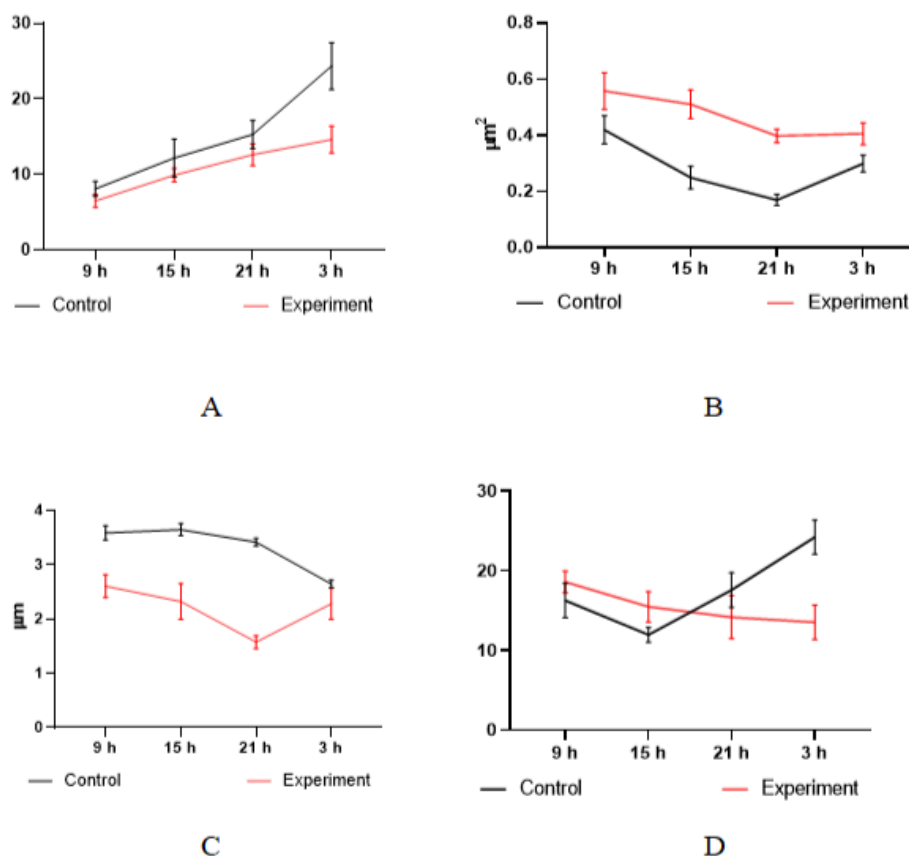 30
20
10
0
9 h 15 h 21 h 3 h
Control Experiment
A
0.8
0.6
0.4
0.2
0.0
µm²
9 h 15 h 21 h 3 h
Control Experiment
B
4
3
2
1
0
µm
9 h 15 h 21 h 3 h
Control Experiment
C
30
20
10
0
9 h 15 h 21 h 3 h
Control Experiment
D